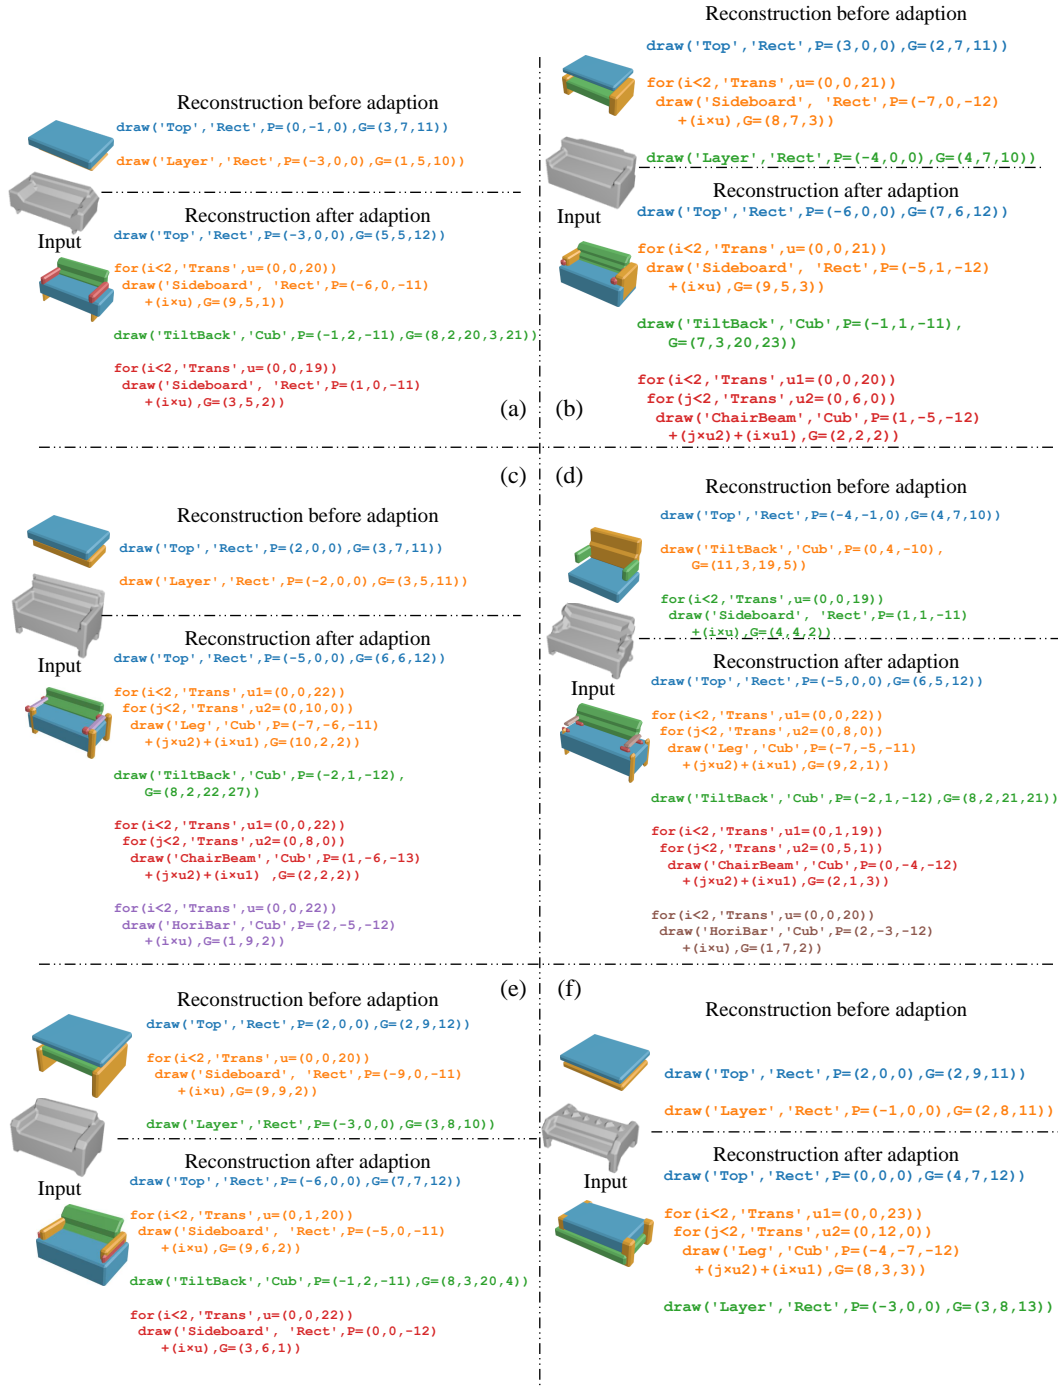 Reconstruction before adaption
draw('Top','Rect',P=(0,-1,0),G=(3,7,11))
draw('Layer','Rect',P=(-3,0,0),G=(1,5,10))
Input
Reconstruction after adaption
draw('Top','Rect',P=(-3,0,0),G=(5,5,12))
for(i<2,'Trans',u=(0,0,20))
draw('Sideboard', 'Rect',P=(-6,0,-11)
+(i×u),G=(9,5,1))
draw('TiltBack','Cub',P=(-1,2,-11),G=(8,2,20,3,21))
for(i<2,'Trans',u=(0,0,19))
draw('Sideboard', 'Rect',P=(1,0,-11)
+(i×u),G=(3,5,2))
(a)
Reconstruction before adaption
draw('Top','Rect',P=(3,0,0),G=(2,7,11))
for(i<2,'Trans',u=(0,0,21))
draw('Sideboard', 'Rect',P=(-7,0,-12)
+(i×u),G=(8,7,3))
draw('Layer','Rect',P=(-4,0,0),G=(4,7,10))
Input
Reconstruction after adaption
draw('Top','Rect',P=(-6,0,0),G=(7,6,12))
for(i<2,'Trans',u=(0,0,21))
draw('Sideboard', 'Rect',P=(-5,1,-12)
+(i×u),G=(9,5,3))
draw('TiltBack','Cub',P=(-1,1,-11),
G=(7,3,20,23))
for(i<2,'Trans',u1=(0,0,20))
for(j<2,'Trans',u2=(0,6,0))
draw('ChairBeam','Cub',P=(1,-5,-12)
+(j×u2)+(i×u1),G=(2,2,2))
(b)
(c)
Reconstruction before adaption
draw('Top','Rect',P=(2,0,0),G=(3,7,11))
draw('Layer','Rect',P=(-2,0,0),G=(3,5,11))
Input
Reconstruction after adaption
draw('Top','Rect',P=(-5,0,0),G=(6,6,12))
for(i<2,'Trans',u1=(0,0,22))
for(j<2,'Trans',u2=(0,10,0))
draw('Leg','Cub',P=(-7,-6,-11)
+(j×u2)+(i×u1),G=(10,2,2))
draw('TiltBack','Cub',P=(-2,1,-12),
G=(8,2,22,27))
for(i<2,'Trans',u1=(0,0,22))
for(j<2,'Trans',u2=(0,8,0))
draw('ChairBeam','Cub',P=(1,-6,-13)
+(j×u2)+(i×u1) ,G=(2,2,2))
for(i<2,'Trans',u=(0,0,22))
draw('HoriBar','Cub',P=(2,-5,-12)
+(i×u),G=(1,9,2))
(d)
Reconstruction before adaption
draw('Top','Rect',P=(-4,-1,0),G=(4,7,10))
draw('TiltBack','Cub',P=(0,4,-10),
G=(11,3,19,5))
for(i<2,'Trans',u=(0,0,19))
draw('Sideboard', 'Rect',P=(1,1,-11)
+(i×u),G=(4,4,2))
Input
Reconstruction after adaption
draw('Top','Rect',P=(-5,0,0),G=(6,5,12))
for(i<2,'Trans',u1=(0,0,22))
for(j<2,'Trans',u2=(0,8,0))
draw('Leg','Cub',P=(-7,-5,-11)
+(j×u2)+(i×u1),G=(9,2,1))
draw('TiltBack','Cub',P=(-2,1,-12),G=(8,2,21,21))
for(i<2,'Trans',u1=(0,1,19))
for(j<2,'Trans',u2=(0,5,1))
draw('ChairBeam','Cub',P=(0,-4,-12)
+(j×u2)+(i×u1),G=(2,1,3))
for(i<2,'Trans',u=(0,0,20))
draw('HoriBar','Cub',P=(2,-3,-12)
+(i×u),G=(1,7,2))
(e)
Reconstruction before adaption
draw('Top','Rect',P=(2,0,0),G=(2,9,12))
for(i<2,'Trans',u=(0,0,20))
draw('Sideboard', 'Rect',P=(-9,0,-11)
+(i×u),G=(9,9,2))
draw('Layer','Rect',P=(-3,0,0),G=(3,8,10))
Input
Reconstruction after adaption
draw('Top','Rect',P=(-6,0,0),G=(7,7,12))
for(i<2,'Trans',u=(0,1,20))
draw('Sideboard', 'Rect',P=(-5,0,-11)
+(i×u),G=(9,6,2))
draw('TiltBack','Cub',P=(-1,2,-11),G=(8,3,20,4))
for(i<2,'Trans',u=(0,0,22))
draw('Sideboard', 'Rect',P=(0,0,-12)
+(i×u),G=(3,6,1))
(f)
Reconstruction before adaption
draw('Top','Rect',P=(2,0,0),G=(2,9,11))
draw('Layer','Rect',P=(-1,0,0),G=(2,8,11))
Input
Reconstruction after adaption
draw('Top','Rect',P=(0,0,0),G=(4,7,12))
for(i<2,'Trans',u1=(0,0,23))
for(j<2,'Trans',u2=(0,12,0))
draw('Leg','Cub',P=(-4,-7,-12)
+(j×u2)+(i×u1),G=(8,3,3))
draw('Layer','Rect',P=(-3,0,0),G=(3,8,13))